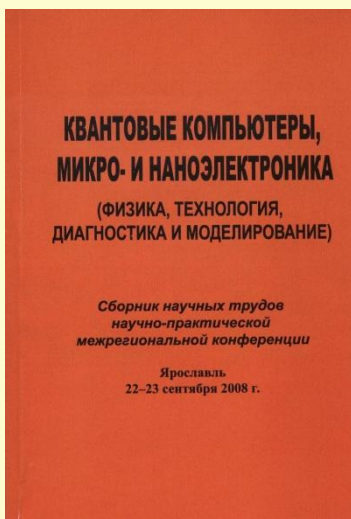 КВАНТОВЫЕ КОМПЬЮТЕРЫ,
МИКРО- И НАНОЭЛЕКТРОНИКА
(ФИЗИКА, ТЕХНОЛОГИЯ,
ДИАГНОСТИКА И МОДЕЛИРОВАНИЕ)
Сборник научных трудов
научно-практической
межрегиональной конференции
Ярославль
22–23 сентября 2008 г.